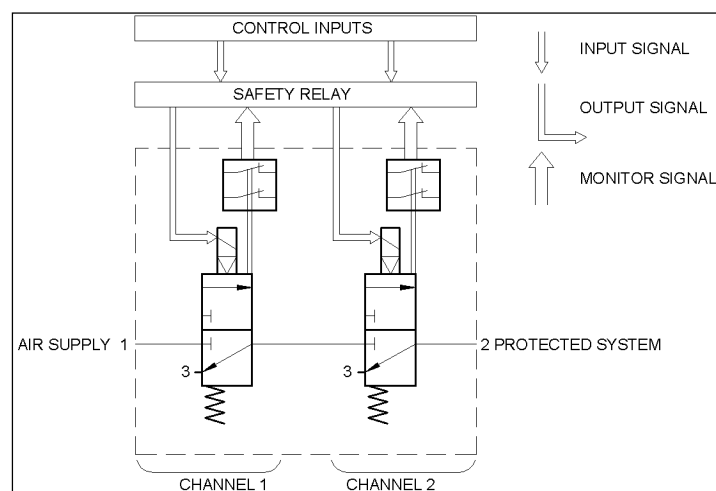 CONTROL INPUTS
INPUT SIGNAL
SAFETY RELAY
OUTPUT SIGNAL
MONITOR SIGNAL
AIR SUPPLY 1
2 PROTECTED SYSTEM
3
3
CHANNEL 1
CHANNEL 2